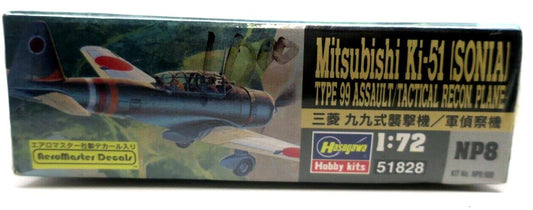 Mitsubishi Ki-51 (SONIA)
TYPE 99 ASSAULT/TACTICAL RECON. PLANE
三菱 九九式襲撃機／軍偵察機
エアロマスター社製デカール入り
AeroMaster Decals
Hasegawa
Hobby kits
1:72
51828
NP8